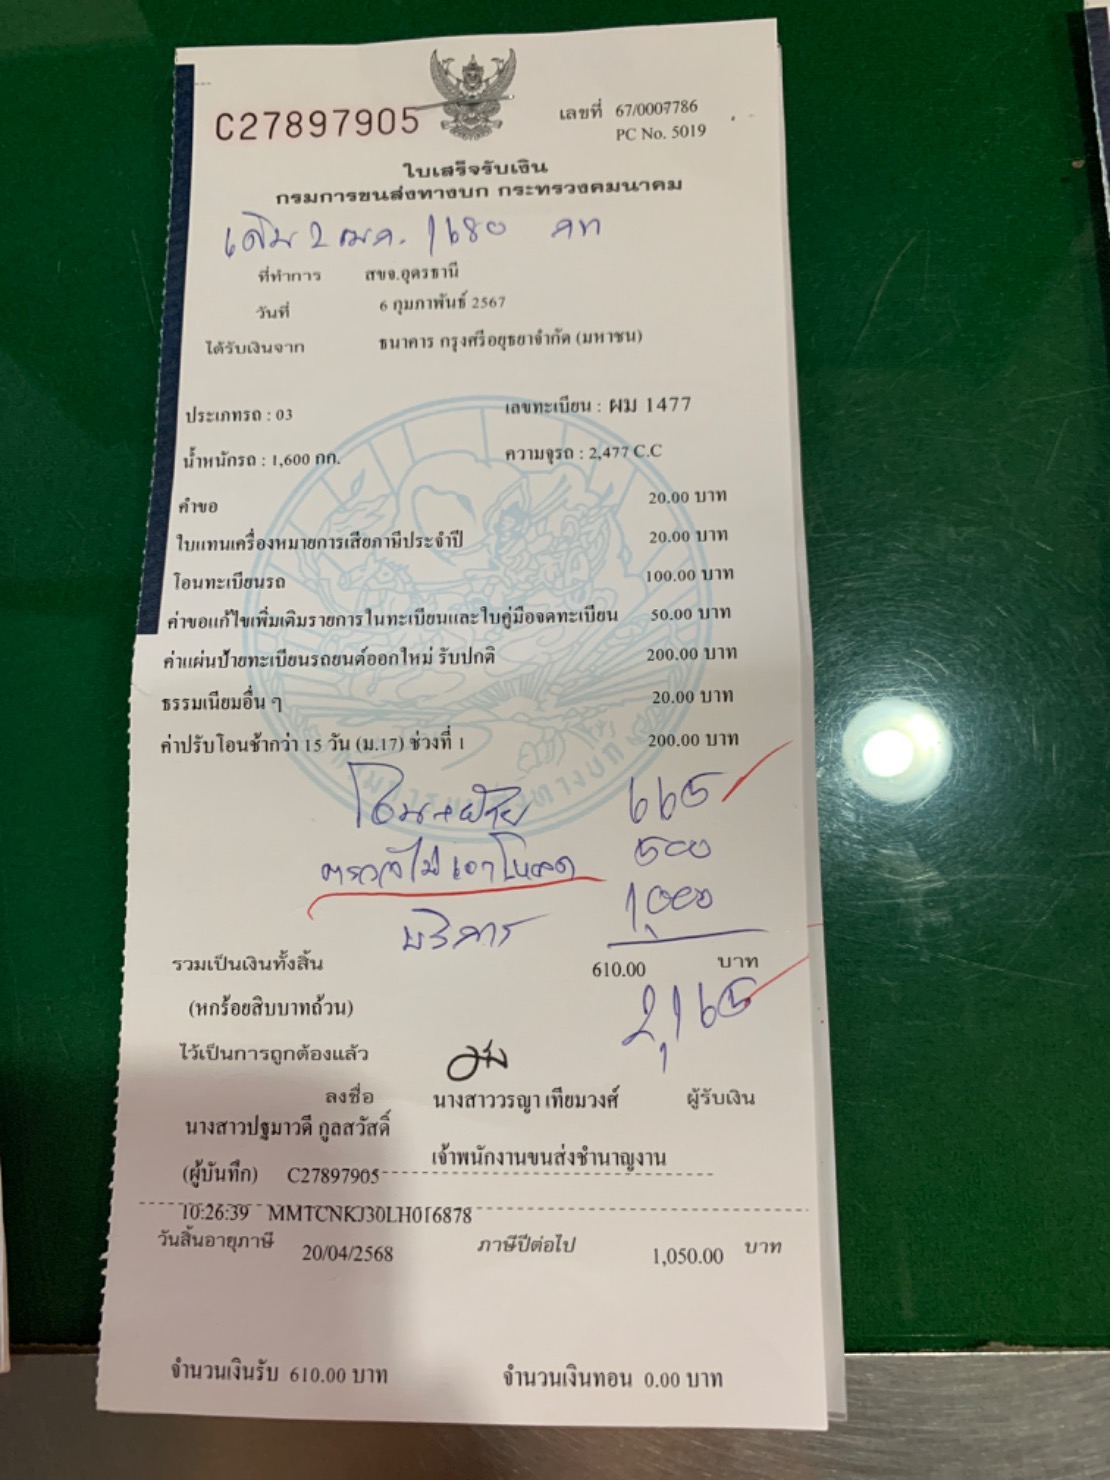 C27897905
เลขที่ 67/0007786
PC No. 5019
ใบเสร็จรับเงิน
กรมการขนส่งทางบก กระทรวงคมนาคม
เดิม 2 1680 คท
ที่ทำการ สขจ.อุดรธานี
วันที่ 6 กุมภาพันธ์ 2567
ได้รับเงินจาก ธนาคาร กรุงศรีอยุธยาจำกัด (มหาชน)
ประเภทรถ : 03 เลขทะเบียน : ผม 1477
น้ำหนักรถ : 1,600 กก. ความจุรถ : 2,477 C.C
คำขอ 20.00 บาท
ใบแทนเครื่องหมายการเสียภาษีประจำปี 20.00 บาท
โอนทะเบียนรถ 100.00 บาท
ค่าขอแก้ไขเพิ่มเติมรายการในทะเบียนและใบคู่มือจดทะเบียน 50.00 บาท
ค่าแผ่นป้ายทะเบียนรถยนต์ออกใหม่ รับปกติ 200.00 บาท
ธรรมเนียมอื่น ๆ 20.00 บาท
ค่าปรับโอนช้ากว่า 15 วัน (ม.17) ช่วงที่ 1 200.00 บาท
665
ตรวจไม่เอาโหลด 500
บริการ 1,000
รวมเป็นเงินทั้งสิ้น 610.00 บาท
2,165
(หกร้อยสิบบาทถ้วน)
ไว้เป็นการถูกต้องแล้ว
ลงชื่อ นางสาววรญา เทียมวงศ์ ผู้รับเงิน
นางสาวปฐมาวดี กูลสวัสดิ์
เจ้าพนักงานขนส่งชำนาญงาน
(ผู้บันทึก) C27897905
10:26:39 MMTCNKJ30LH016878
วันสิ้นอายุภาษี 20/04/2568 ภาษีปีต่อไป 1,050.00 บาท
จำนวนเงินรับ 610.00 บาท จำนวนเงินทอน 0.00 บาท